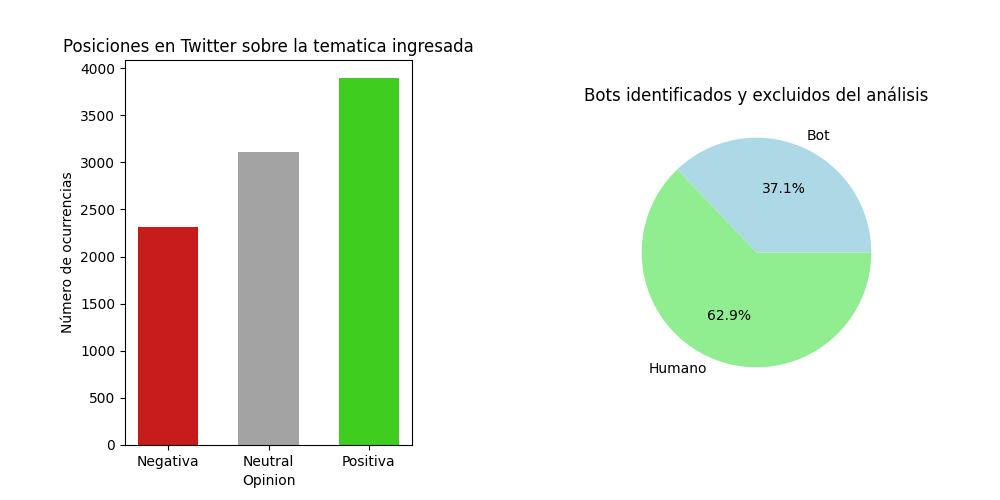 Posiciones en Twitter sobre la tematica ingresada
4000
3500
3000
2500
2000
1500
1000
500
0
Número de ocurrencias
Negativa
Neutral
Positiva
Opinion
Bots identificados y excluidos del análisis
Bot
37.1%
62.9%
Humano